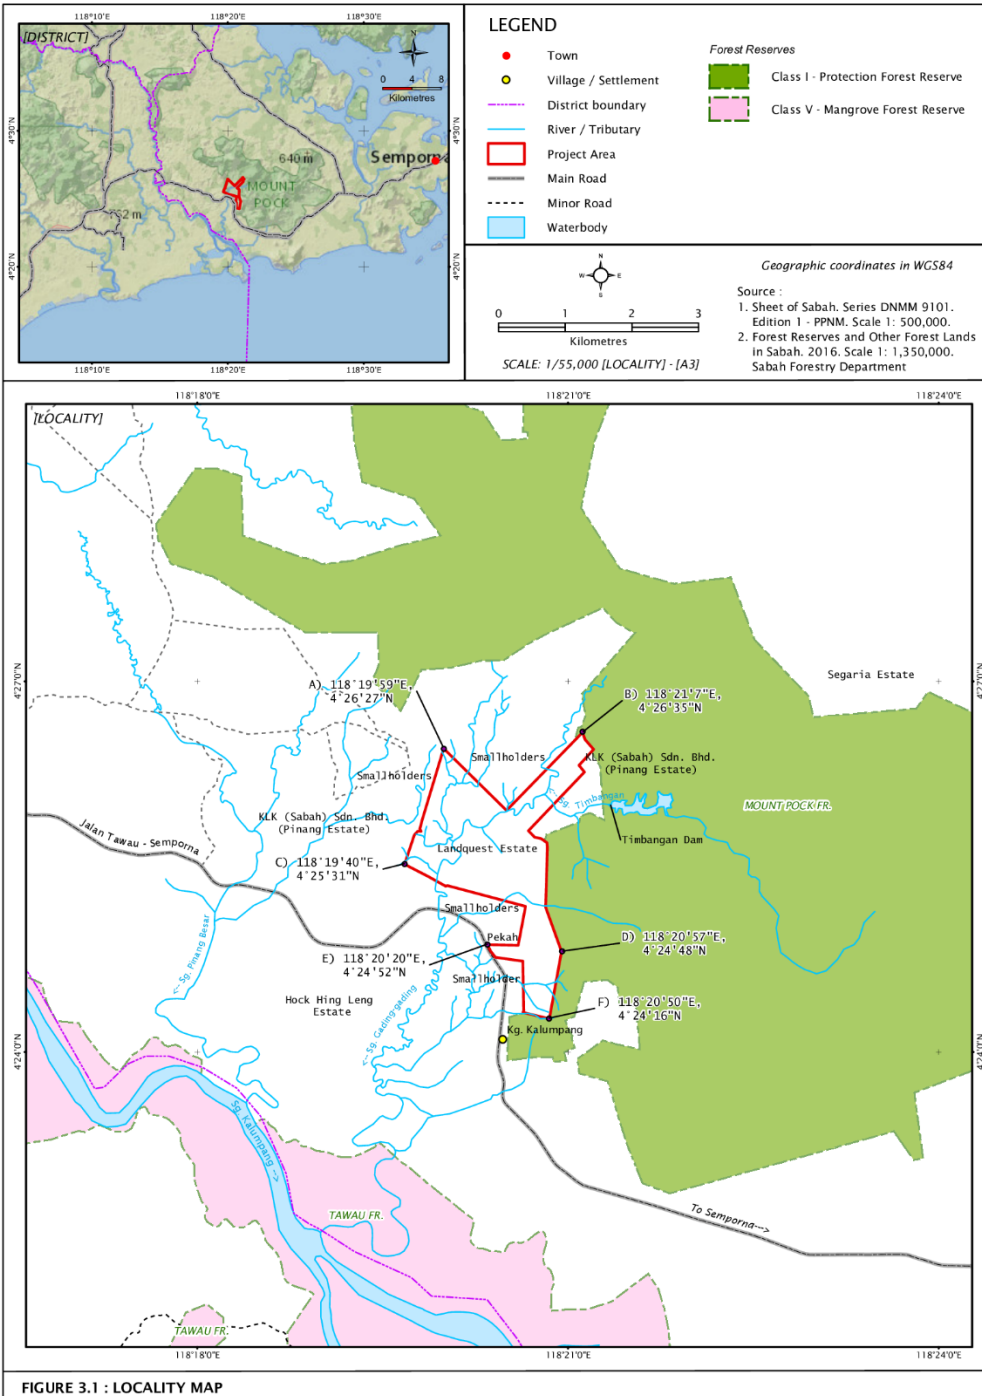 [DISTRICT]
118°10'0"E
118°20'0"E
118°30'0"E
4°30'0"N
4°30'0"N
4°20'0"N
4°20'0"N
N
0 4 8
Kilometres
640 m
Semporna
MOUNT
POCK
118°10'0"E
118°20'0"E
118°30'0"E
LEGEND
Town
Village / Settlement
District boundary
River / Tributary
Project Area
Main Road
Minor Road
Waterbody
Forest Reserves
Class I - Protection Forest Reserve
Class V - Mangrove Forest Reserve
N
W E
S
0 1 2 3
Kilometres
SCALE: 1/55,000 [LOCALITY] - [A3]
Geographic coordinates in WGS84
Source :
1. Sheet of Sabah. Series DNMM 9101.
Edition 1 - PPNM. Scale 1: 500,000.
2. Forest Reserves and Other Forest Lands
in Sabah. 2016. Scale 1: 1,350,000.
Sabah Forestry Department
118°18'0"E
118°21'0"E
118°24'0"E
[LOCALITY]
4°27'0"N
4°27'0"N
Segaria Estate
A) 118°19'59"E,
4°26'27"N
B) 118°21'7"E,
4°26'35"N
Smallholders
KLK (Sabah) Sdn. Bhd.
(Pinang Estate)
Smallholders
Sg. Timbangan
MOUNT POCK FR.
KLK (Sabah) Sdn. Bhd.
(Pinang Estate)
Jalan Tawau - Semporna
Timbangan Dam
Landquest Estate
C) 118°19'40"E,
4°25'31"N
Smallholders
<-- Sg. Pinang Besar
Pekah
D) 118°20'57"E,
4°24'48"N
E) 118°20'20"E,
4°24'52"N
Smallholder
Hock Hing Leng
Estate
<-- Sg. Gading-gading
F) 118°20'50"E,
4°24'16"N
Kg. Kalumpang
4°24'0"N
4°24'0"N
Sg. Kalumpang -->
TAWAU FR.
To Semporna--->
TAWAU FR.
118°18'0"E
118°21'0"E
118°24'0"E
FIGURE 3.1 : LOCALITY MAP